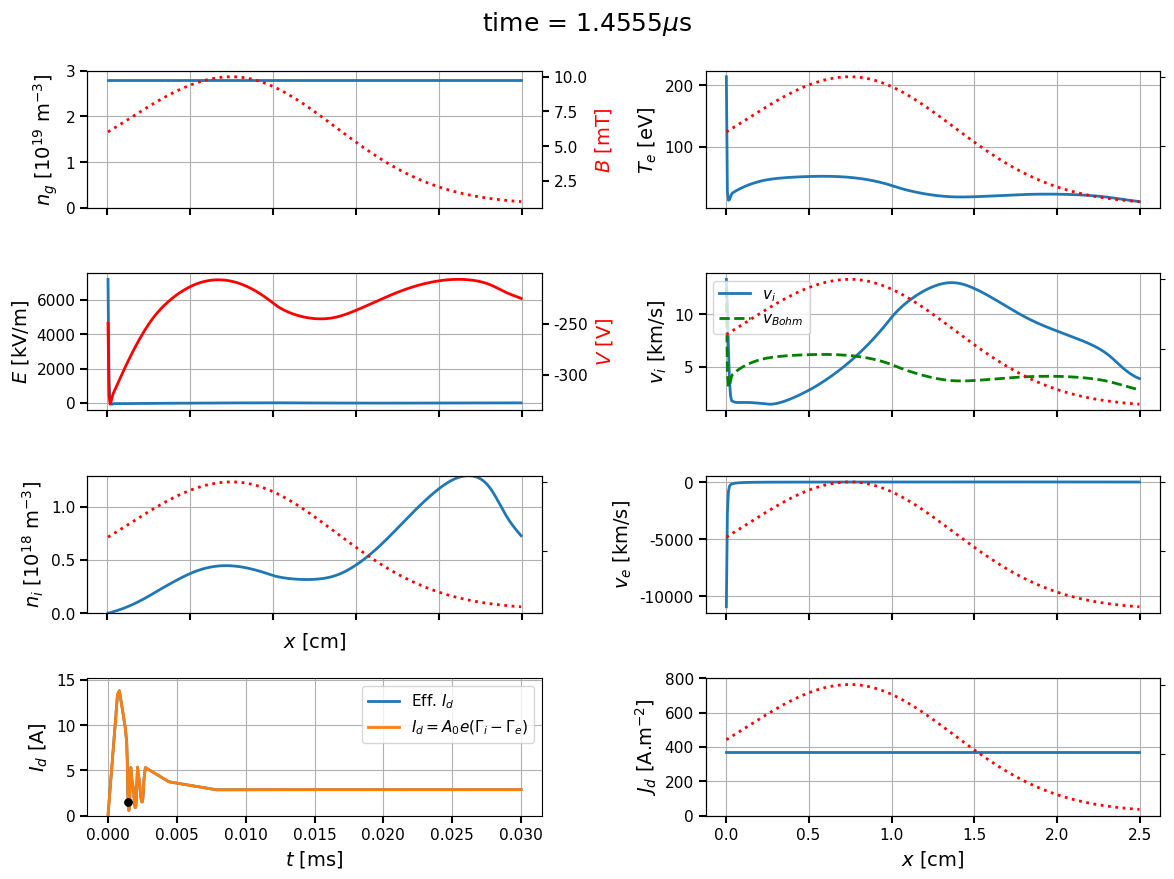 time = 1.4555μs
n_g [10^19 m^−3]
3
2
1
0
10.0
7.5
5.0
2.5
B [mT]
T_e [eV]
200
100
E [kV/m]
6000
4000
2000
0
-250
-300
V [V]
v_i [km/s]
10
5
v_i
v_Bohm
n_i [10^18 m^−3]
1.0
0.5
0.0
x [cm]
v_e [km/s]
0
-5000
-10000
I_d [A]
15
10
5
0
Eff. I_d
I_d = A_0e(Γ_i − Γ_e)
0.000 0.005 0.010 0.015 0.020 0.025 0.030
t [ms]
J_d [A.m^−2]
800
600
400
200
0
0.0 0.5 1.0 1.5 2.0 2.5
x [cm]